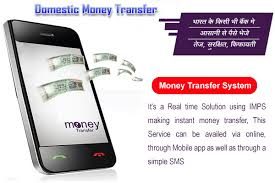 Domestic Money Transfer
भारत के किसी भी बैंक मे
आसानी से पैसे भेजे
तेज, सुरक्षित, किफायती
Money Transfer System
It's a Real time Solution using IMPS
making instant money transfer, This
Service can be availed via online,
through Mobile app as well as through a
simple SMS
money
Transfer